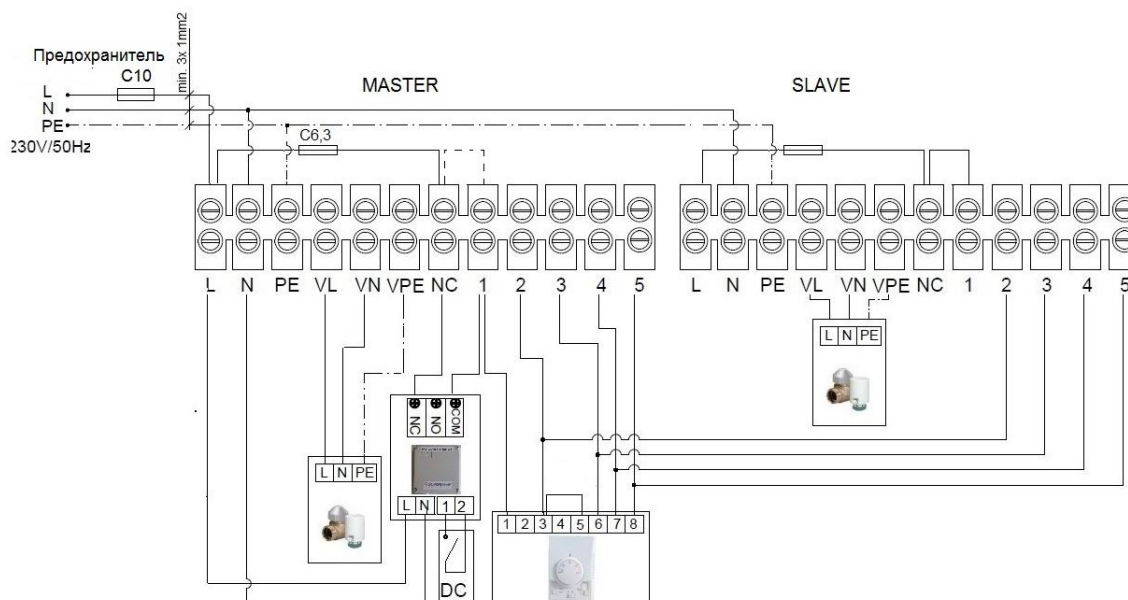 Предохранитель
C10
min. 3x 1mm2
MASTER
SLAVE
L
N
PE
230V/50Hz
C6,3
L N PE VL VN VPE NC 1 2 3 4 5
L N PE VL VN VPE NC 1 2 3 4 5
L N PE
NC NO COM
L N PE
L N 1 2
1 2 3 4 5 6 7 8
DC